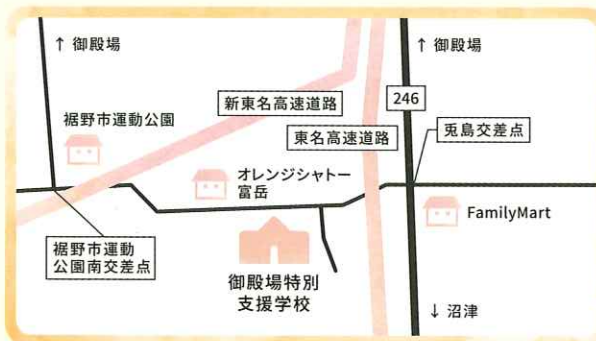 ↑ 御殿場
↑ 御殿場
新東名高速道路
246
裾野市運動公園
東名高速道路
兎島交差点
オレンジシャトー
富岳
FamilyMart
裾野市運動
公園南交差点
御殿場特別
支援学校
↓ 沼津